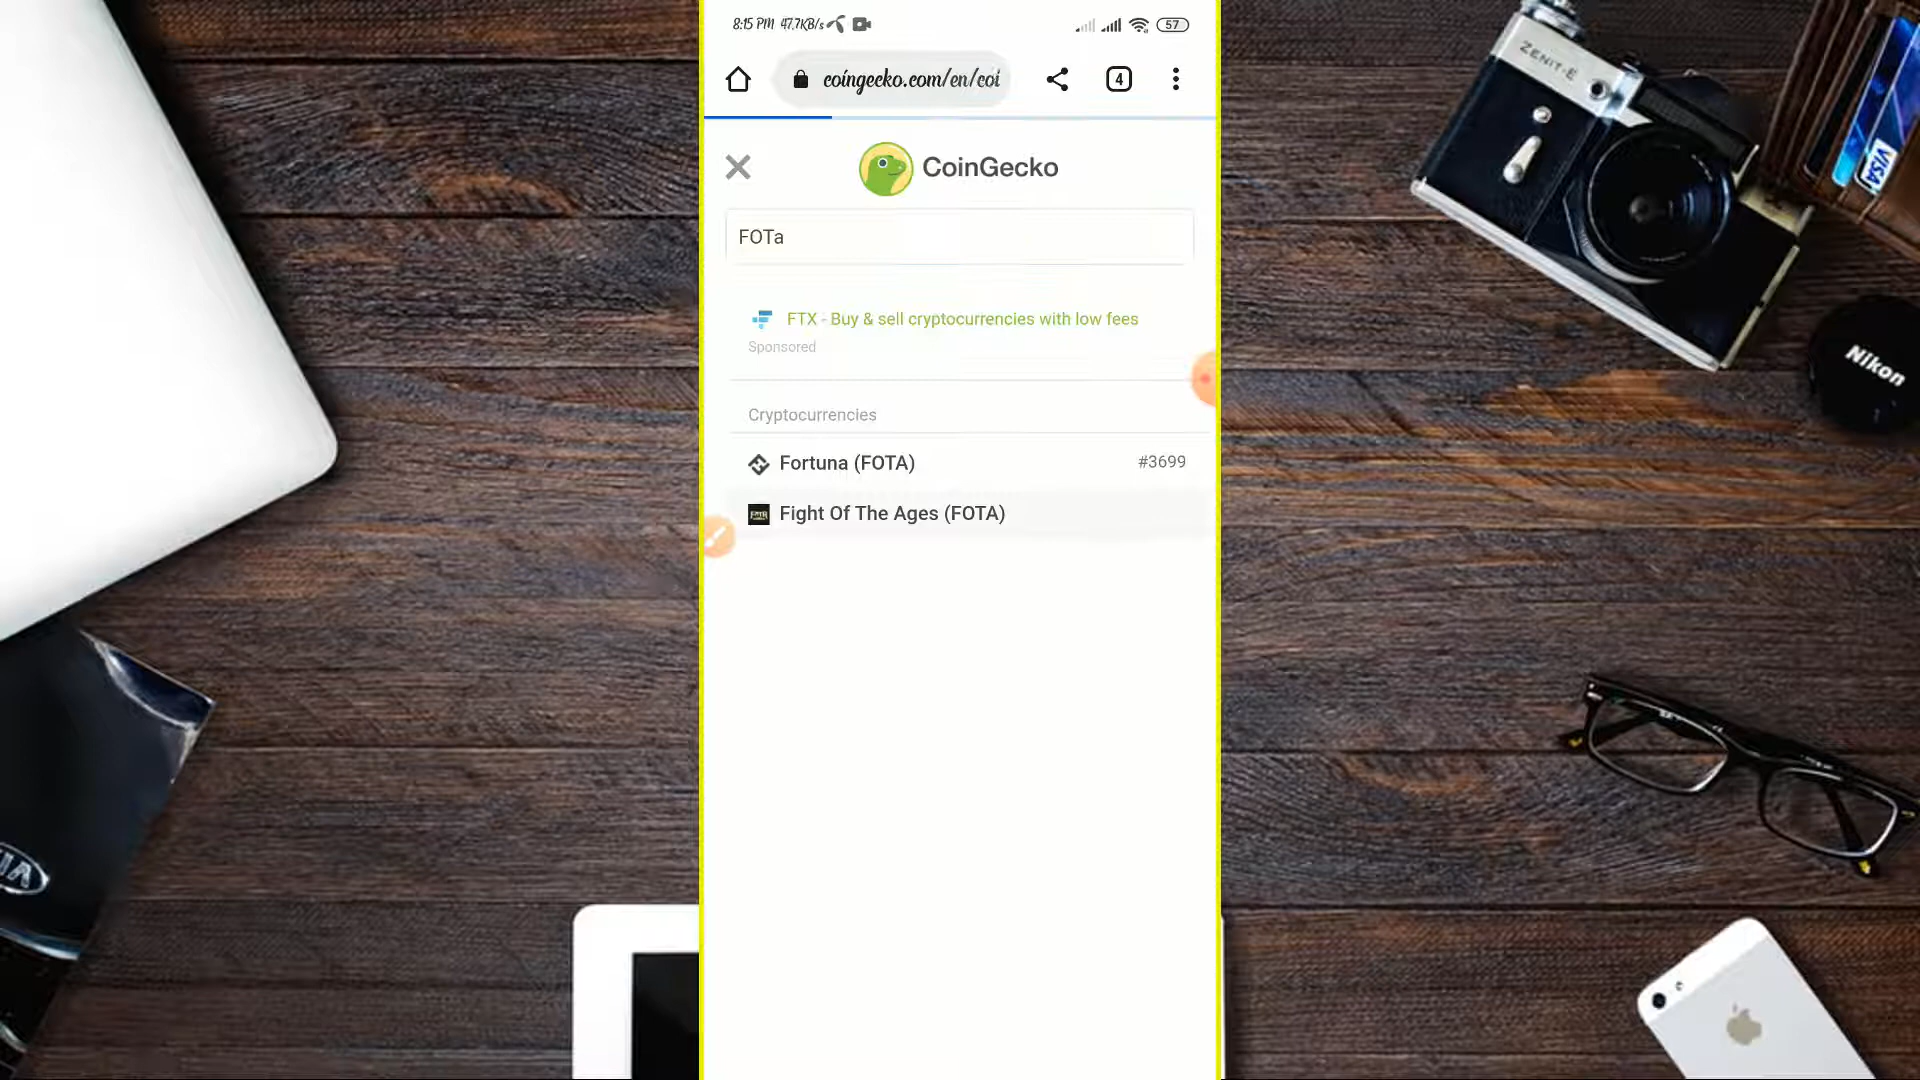 8:15 PM 47.7KB/s
57
coingecko.com/en/coi
4
CoinGecko
FOTa
FTX - Buy & sell cryptocurrencies with low fees
Sponsored
Cryptocurrencies
Fortuna (FOTA)
#3699
Fight Of The Ages (FOTA)
ZENIT-E
VISA
Nikon